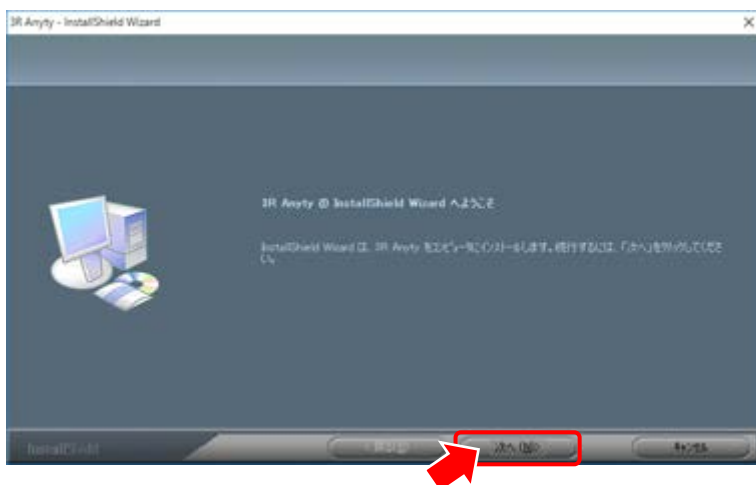 3R Anyty - InstallShield Wizard
3R Anyty の InstallShield Wizard へようこそ
InstallShield Wizard は、3R Anyty をコンピュータにインストールします。続行するには、「次へ」をクリックしてくださ
い。
InstallShield
次へ(N)>
キャンセル